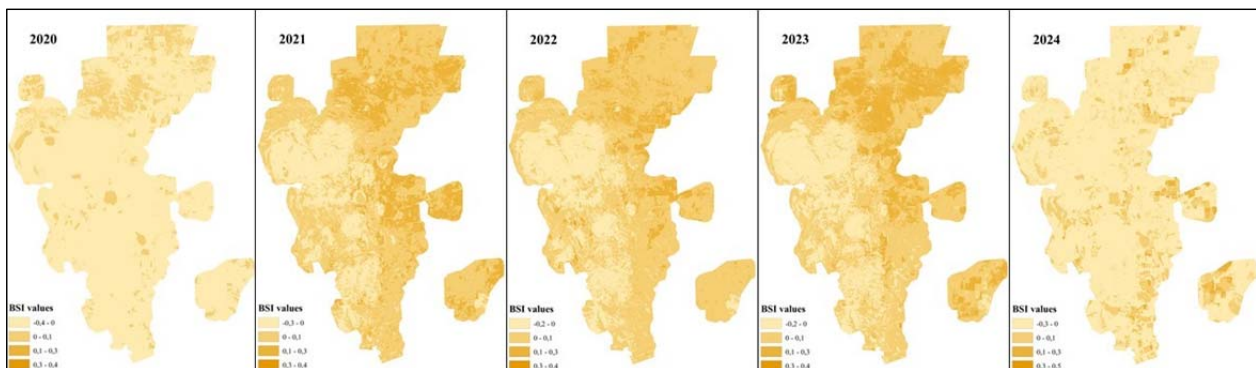 2020
BSI values
-0,4 - 0
0 - 0,1
0,1 - 0,3
0,3 - 0,4
2021
BSI values
-0,3 - 0
0 - 0,1
0,1 - 0,3
0,3 - 0,4
2022
BSI values
-0,2 - 0
0 - 0,1
0,1 - 0,3
0,3 - 0,4
2023
BSI values
-0,2 - 0
0 - 0,1
0,1 - 0,3
0,3 - 0,4
2024
BSI values
-0,3 - 0
0 - 0,1
0,1 - 0,3
0,3 - 0,5